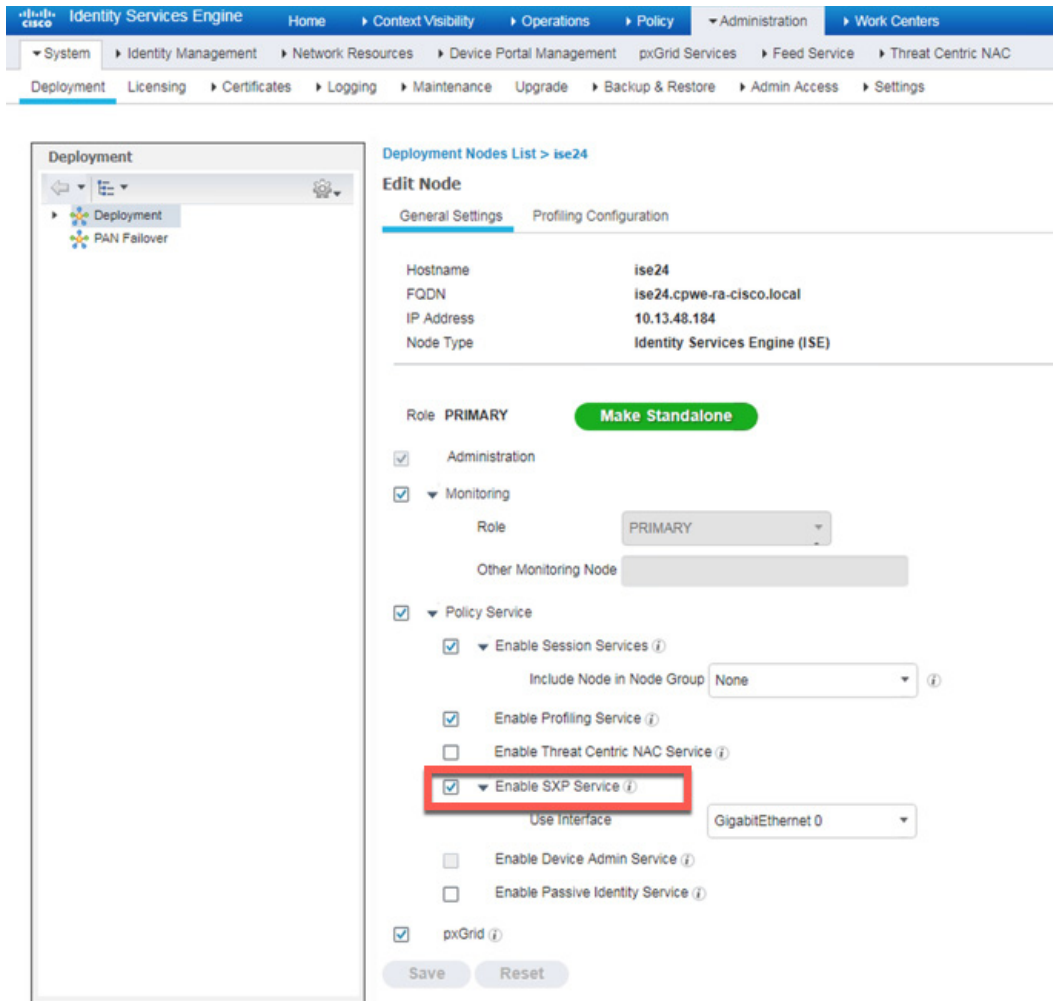 cisco Identity Services Engine Home Context Visibility Operations Policy Administration Work Centers
System Identity Management Network Resources Device Portal Management pxGrid Services Feed Service Threat Centric NAC
Deployment Licensing Certificates Logging Maintenance Upgrade Backup & Restore Admin Access Settings
Deployment
Deployment
PAN Failover
Deployment Nodes List > ise24
Edit Node
General Settings Profiling Configuration
Hostname ise24
FQDN ise24.cpwe-ra-cisco.local
IP Address 10.13.48.184
Node Type Identity Services Engine (ISE)
Role PRIMARY Make Standalone
Administration
Monitoring
Role PRIMARY
Other Monitoring Node
Policy Service
Enable Session Services
Include Node in Node Group None
Enable Profiling Service
Enable Threat Centric NAC Service
Enable SXP Service
Use Interface GigabitEthernet 0
Enable Device Admin Service
Enable Passive Identity Service
pxGrid
Save Reset